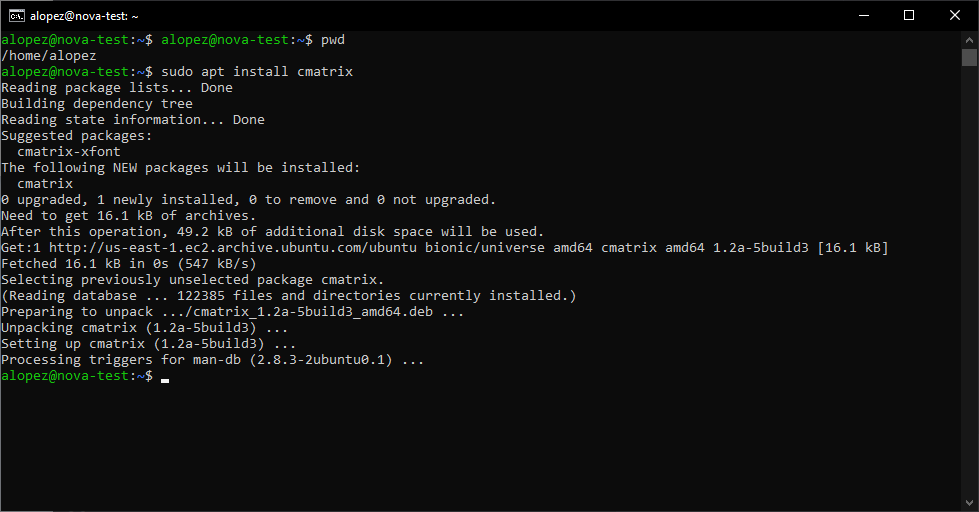 alopez@nova-test: ~
alopez@nova-test:~$ alopez@nova-test:~$ pwd
/home/alopez
alopez@nova-test:~$ sudo apt install cmatrix
Reading package lists... Done
Building dependency tree
Reading state information... Done
Suggested packages:
  cmatrix-xfont
The following NEW packages will be installed:
  cmatrix
0 upgraded, 1 newly installed, 0 to remove and 0 not upgraded.
Need to get 16.1 kB of archives.
After this operation, 49.2 kB of additional disk space will be used.
Get:1 http://us-east-1.ec2.archive.ubuntu.com/ubuntu bionic/universe amd64 cmatrix amd64 1.2a-5build3 [16.1 kB]
Fetched 16.1 kB in 0s (547 kB/s)
Selecting previously unselected package cmatrix.
(Reading database ... 122385 files and directories currently installed.)
Preparing to unpack .../cmatrix_1.2a-5build3_amd64.deb ...
Unpacking cmatrix (1.2a-5build3) ...
Setting up cmatrix (1.2a-5build3) ...
Processing triggers for man-db (2.8.3-2ubuntu0.1) ...
alopez@nova-test:~$